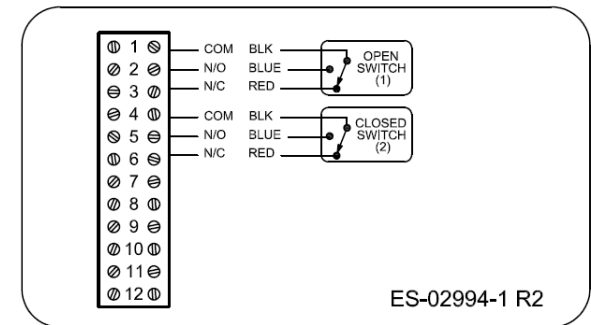 1 COM BLK OPEN
2 N/O BLUE SWITCH
3 N/C RED (1)
4 COM BLK CLOSED
5 N/O BLUE SWITCH
6 N/C RED (2)
7
8
9
10
11
12
ES-02994-1 R2